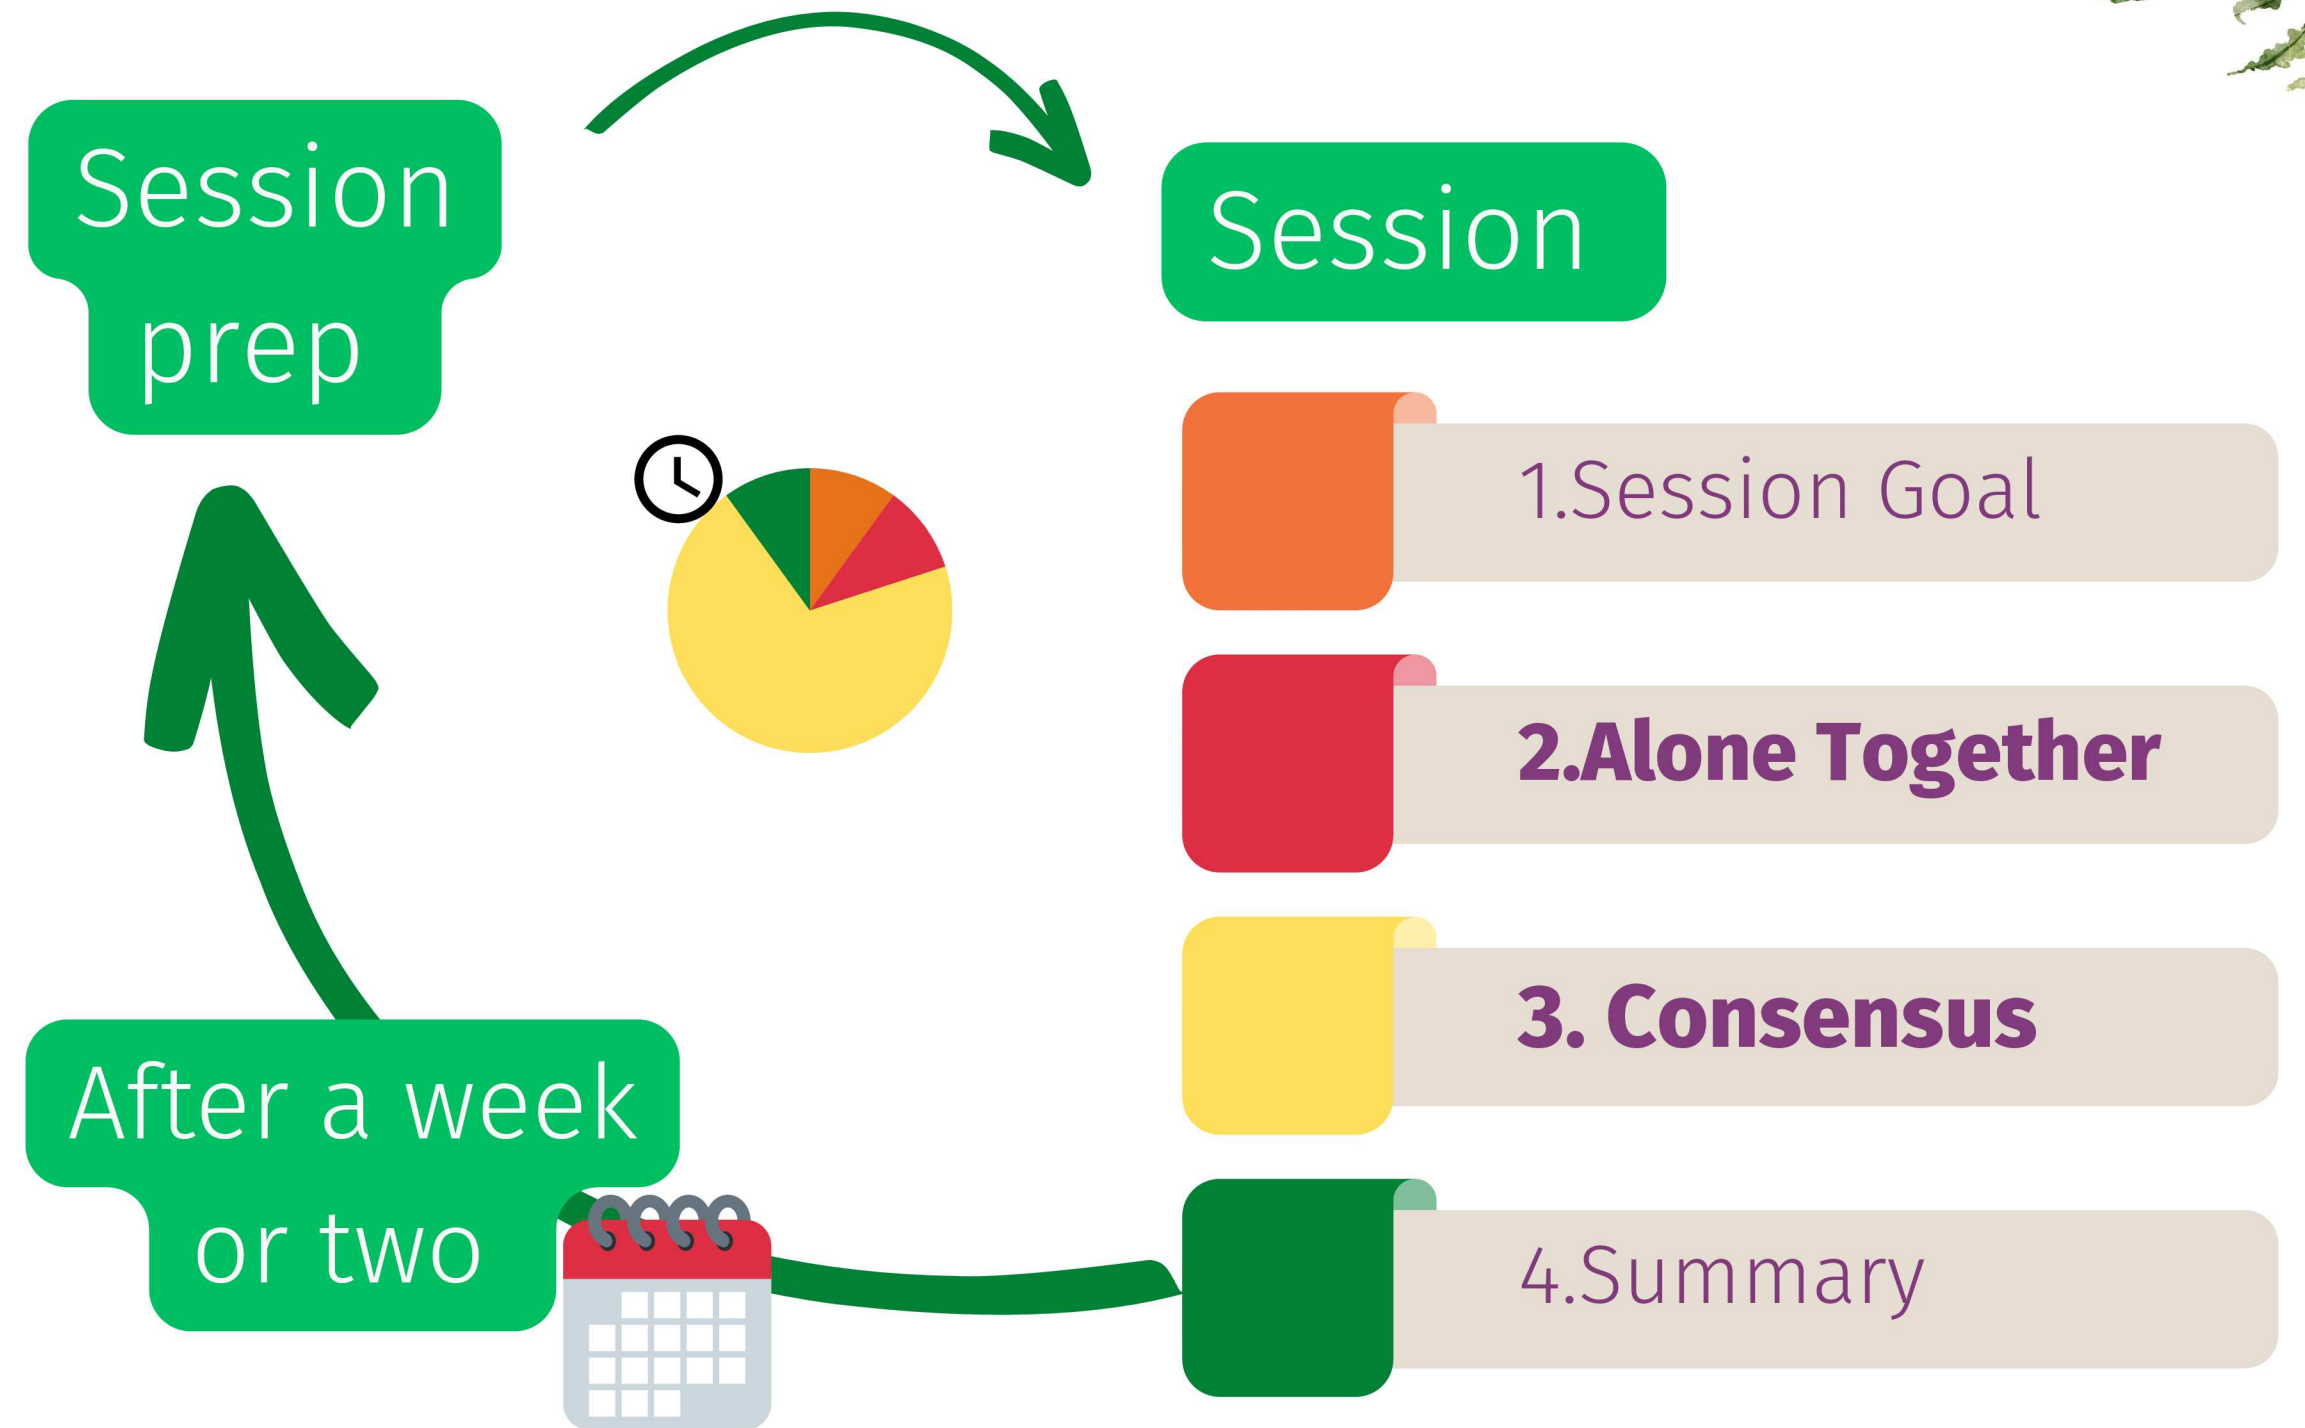 Session
prep
Session
1.Session Goal
2.Alone Together
3. Consensus
4.Summary
After a week
or two